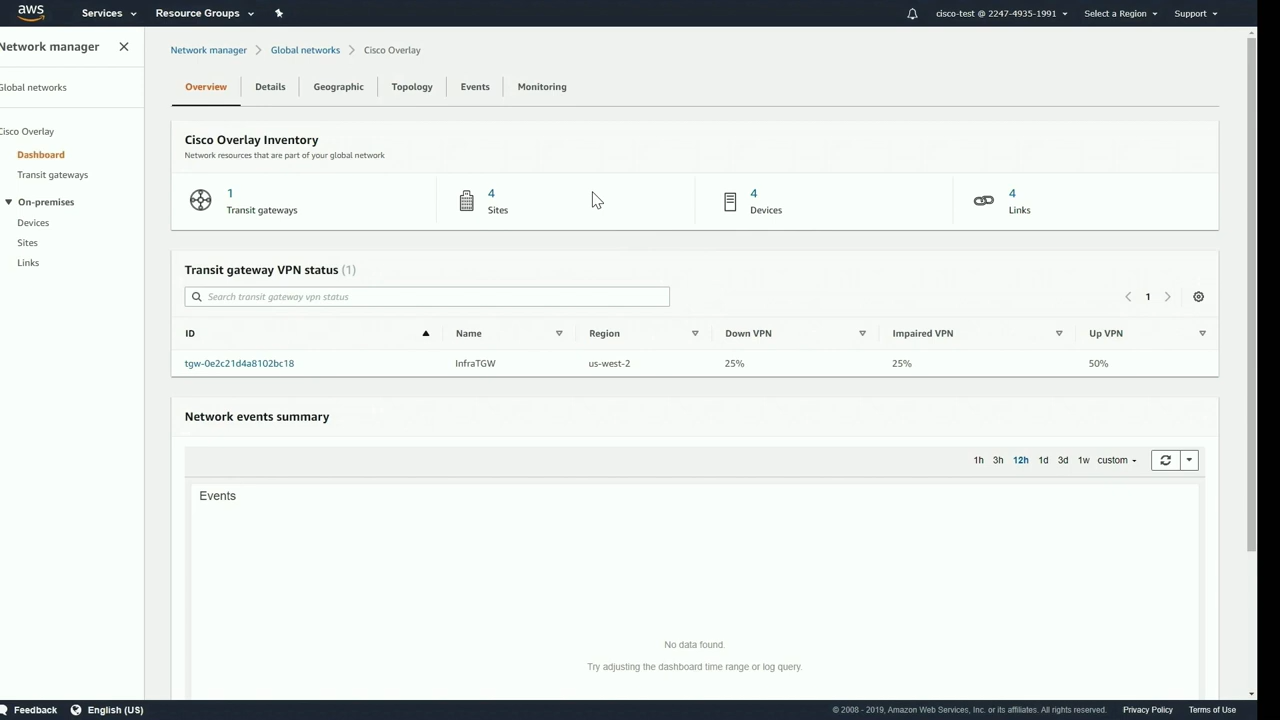 aws Services Resource Groups cisco-test @ 2247-4935-1991 Select a Region Support
Network manager
Global networks
Cisco Overlay
Dashboard
Transit gateways
On-premises
Devices
Sites
Links
Network manager Global networks Cisco Overlay
Overview Details Geographic Topology Events Monitoring
Cisco Overlay Inventory
Network resources that are part of your global network
1
Transit gateways
4
Sites
4
Devices
4
Links
Transit gateway VPN status (1)
Search transit gateway vpn status
1
ID Name Region Down VPN Impaired VPN Up VPN
tgw-0e2c21d4a8102bc18 InfraTGW us-west-2 25% 25% 50%
Network events summary
1h 3h 12h 1d 3d 1w custom
Events
No data found.
Try adjusting the dashboard time range or log query.
Feedback English (US) © 2008 - 2019, Amazon Web Services, Inc. or its affiliates. All rights reserved. Privacy Policy Terms of Use